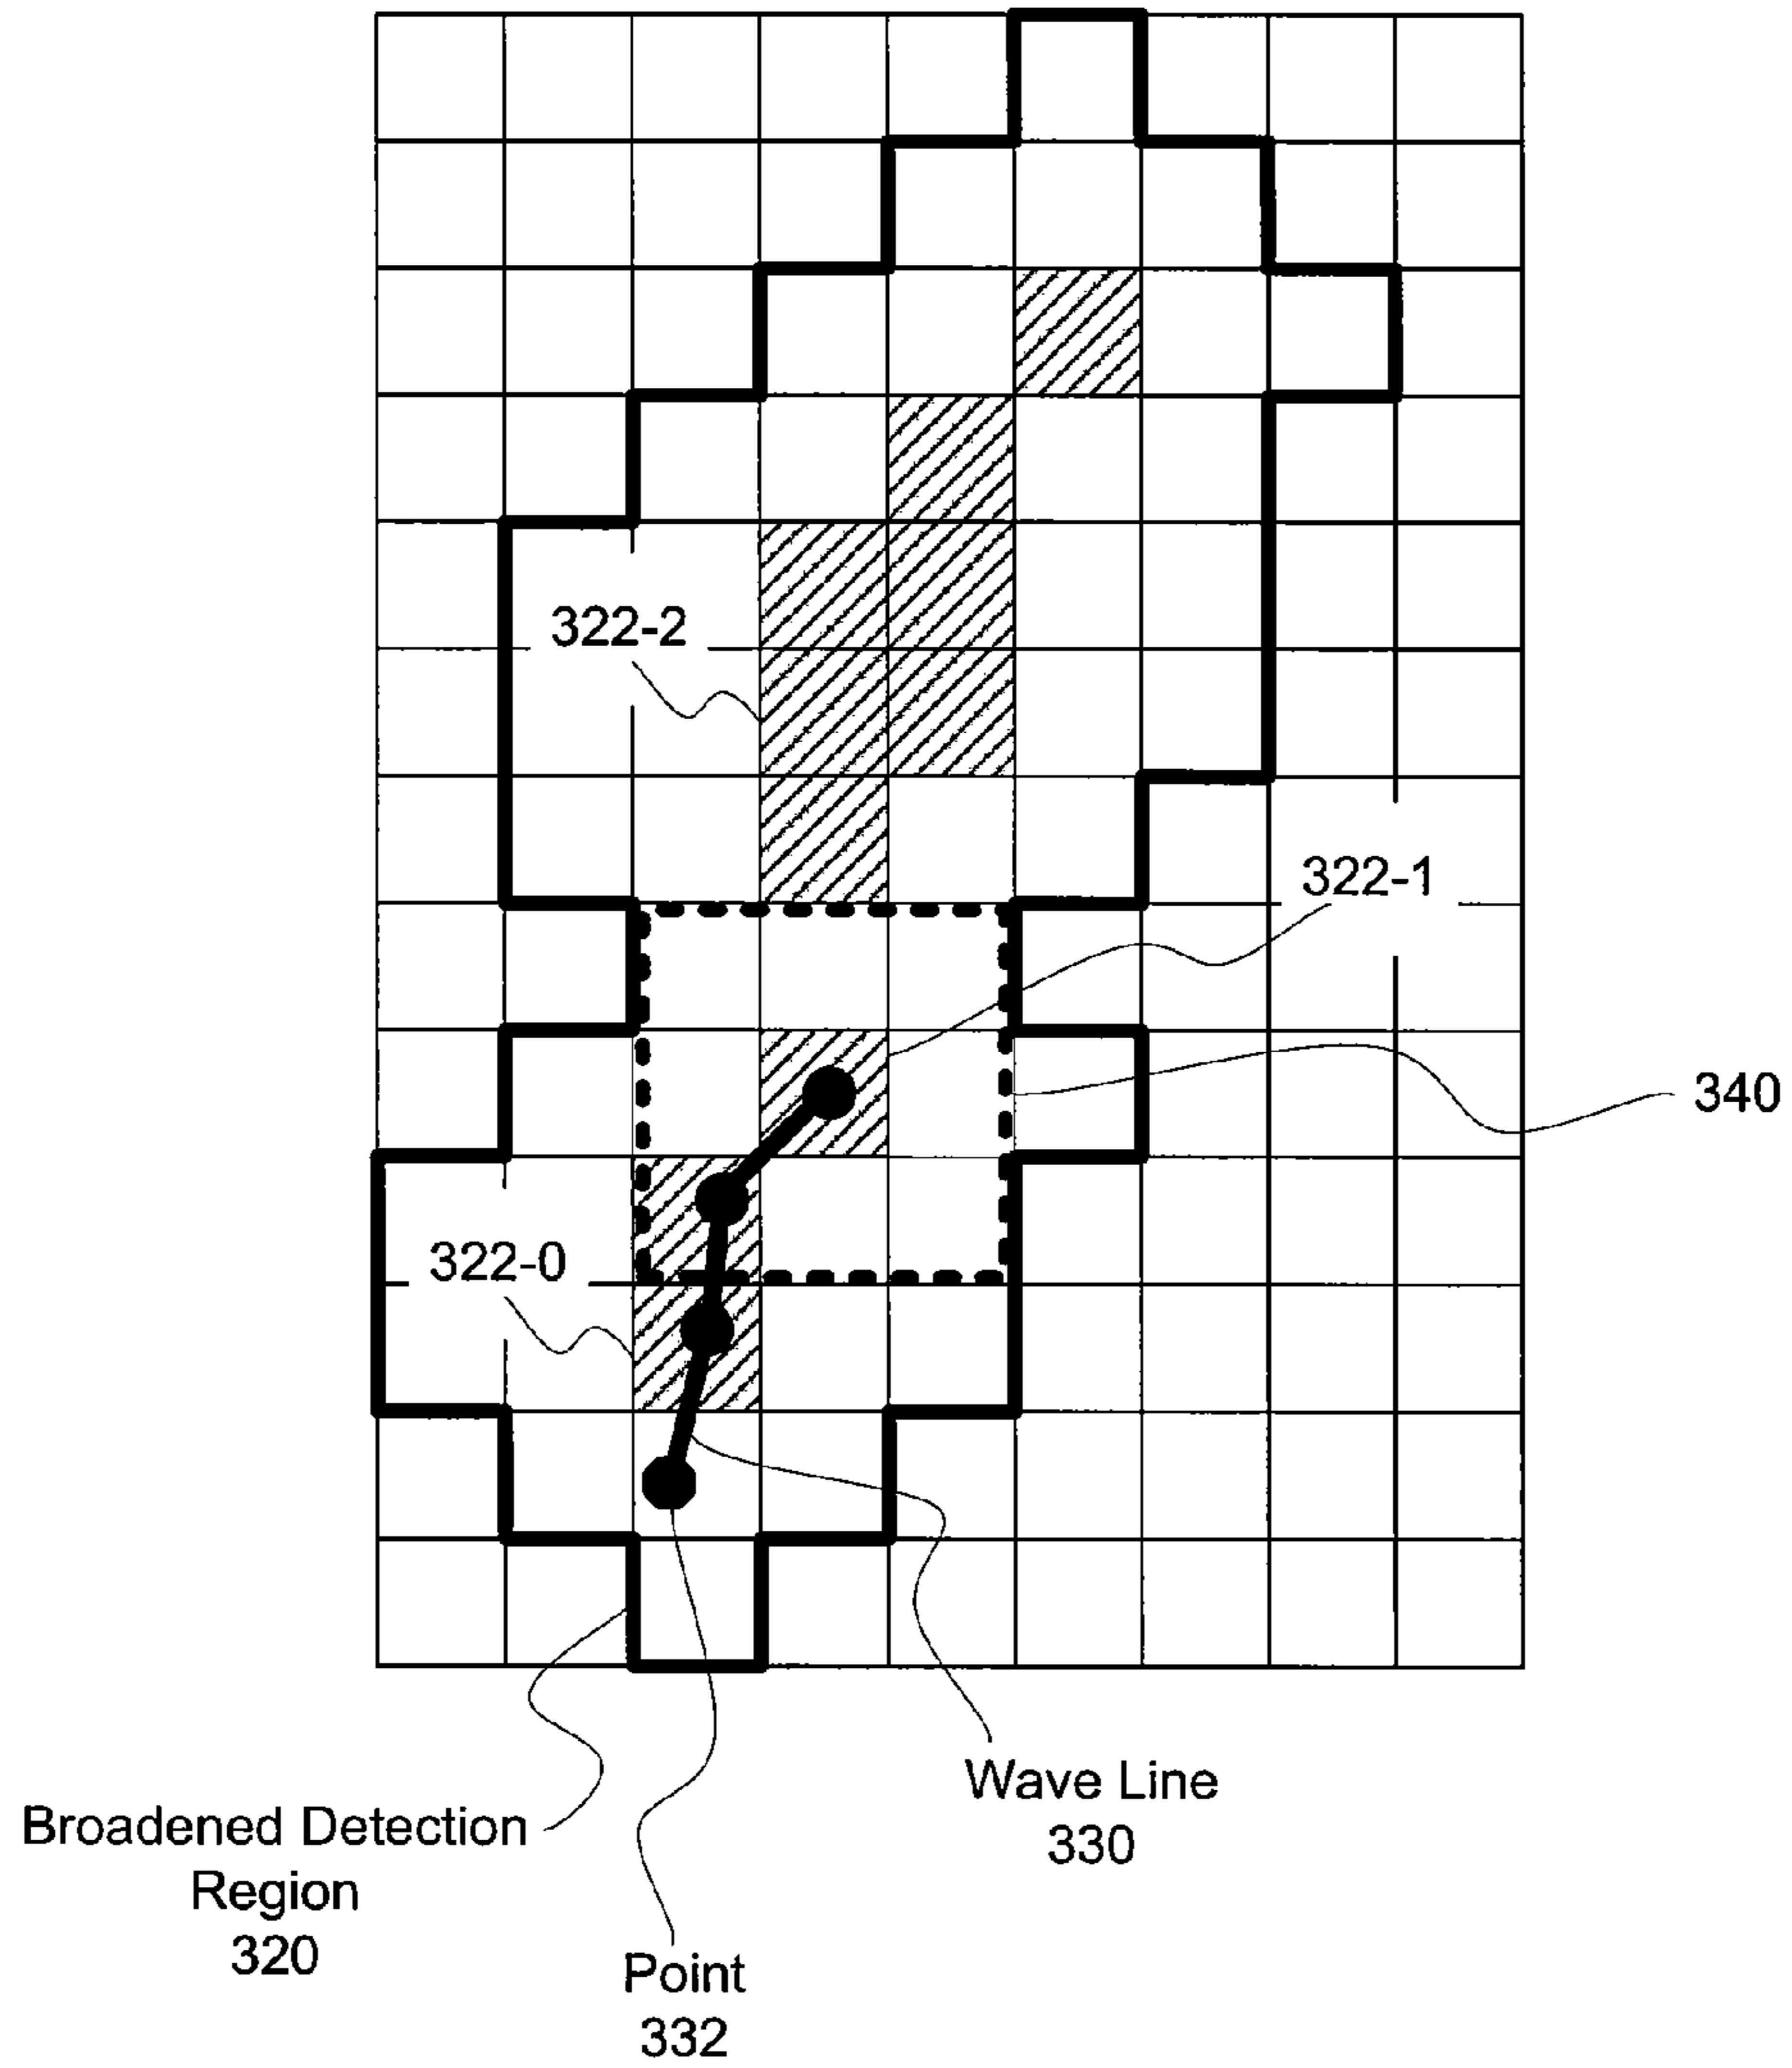 322-2
322-1
340
322-0
Wave Line
330
Broadened Detection
Region
320
Point
332